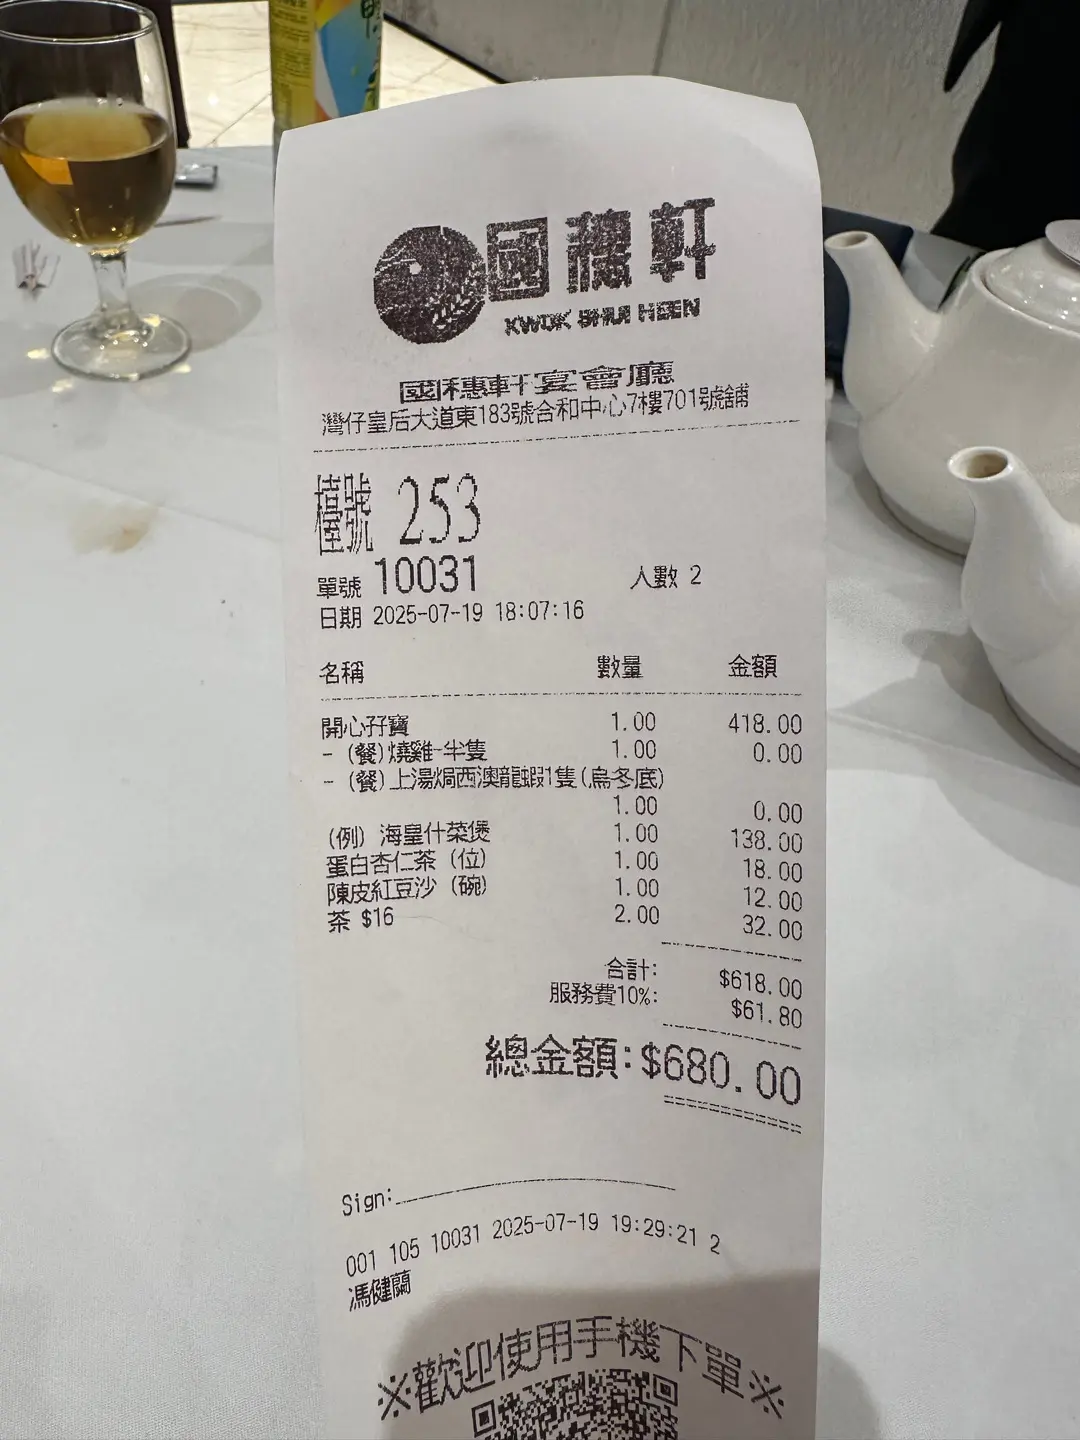 國穗軒
KWOK SHUI HEEN
國穗軒宴會廳
灣仔皇后大道東183號合和中心7樓701號舖
檯號 253
單號 10031 人數 2
日期 2025-07-19 18:07:16
名稱 數量 金額
開心孖寶 1.00 418.00
- (餐)燒雞-半隻 1.00 0.00
- (餐)上湯焗西澳龍蝦1隻(烏冬底)
1.00 0.00
(例) 海皇什菜煲 1.00 138.00
蛋白杏仁茶 (位) 1.00 18.00
陳皮紅豆沙 (碗) 1.00 12.00
茶 $16 2.00 32.00
合計: $618.00
服務費10%: $61.80
總金額:$680.00
Sign:
001 105 10031 2025-07-19 19:29:21 2
馮健蘭
※歡迎使用手機下單※